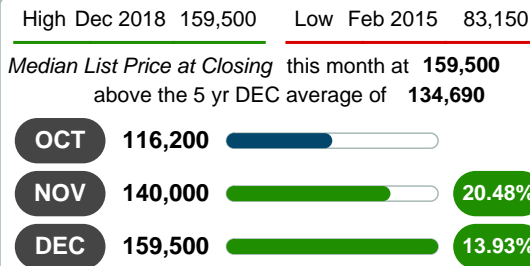 High Dec 2018 159,500 Low Feb 2015 83,150
Median List Price at Closing this month at 159,500
above the 5 yr DEC average of 134,690
OCT 116,200
NOV 140,000 20.48%
DEC 159,500 13.93%